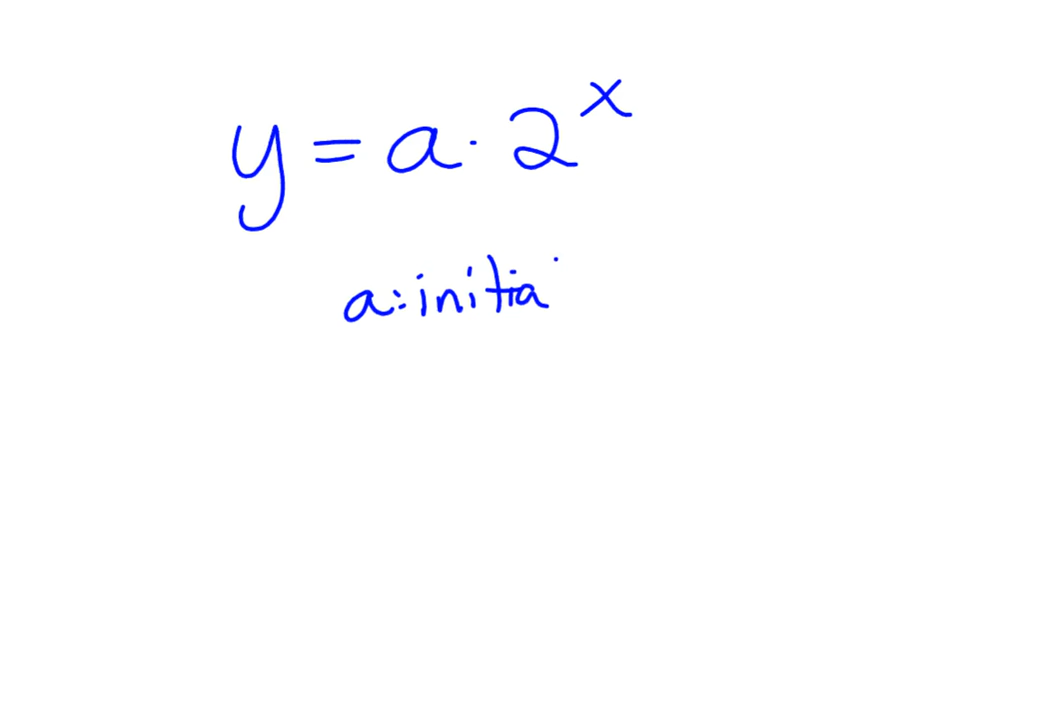 y = a · 2^x
a: initia